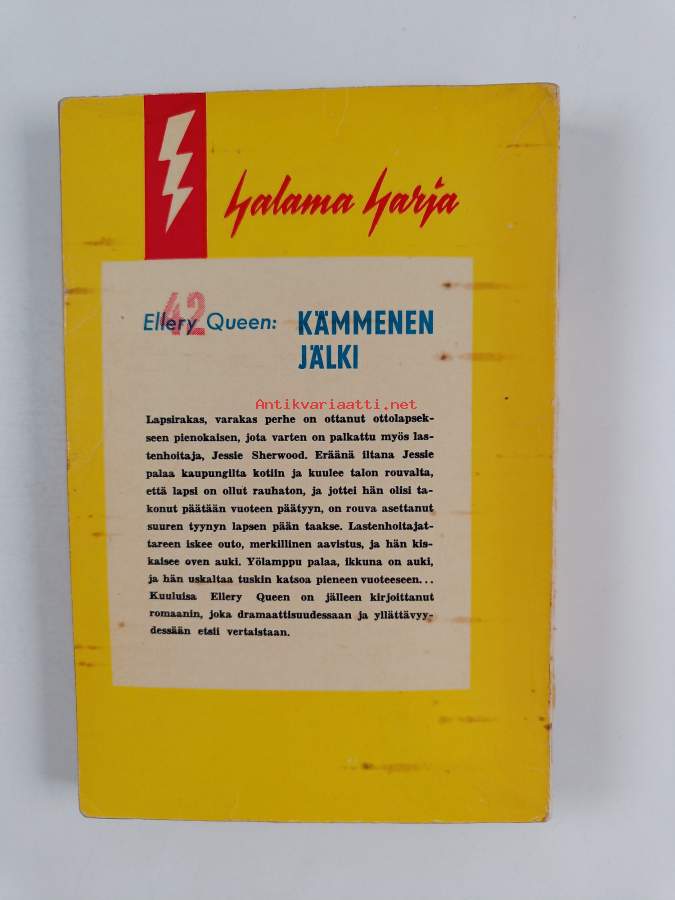 Salama Sarja
42
Ellery Queen: KÄMMENEN
JÄLKI
Antikvariaatti.net
Lapsirakas, varakas perhe on ottanut ottolapsek-
seen pienokaisen, jota varten on palkattu myös las-
tenhoitaja, Jessie Sherwood. Eräänä iltana Jessie
palaa kaupungilta kotiin ja kuulee talon rouvalta,
että lapsi on ollut rauhaton, ja jottei hän olisi ta-
konut päätään vuoteen päätyyn, on rouva asettanut
suuren tyynyn lapsen pään taakse. Lastenhoitajat-
tareen iskee outo, merkillinen aavistus, ja hän kis-
kaisee oven auki. Yölamppu palaa, ikkuna on auki,
ja hän uskaltaa tuskin katsoa pieneen vuoteeseen...
Kuuluisa Ellery Queen on jälleen kirjoittanut
romaanin, joka dramaattisuudessaan ja yllättävyy-
dessään etsii vertaistaan.